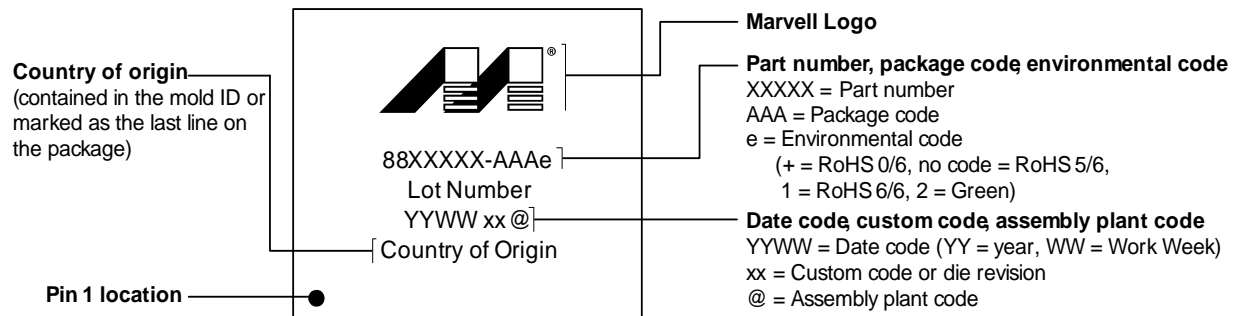 Marvell Logo
Country of origin
(contained in the mold ID or
marked as the last line on
the package)
®
Part number, package code, environmental code
XXXXX = Part number
AAA = Package code
e = Environmental code
(+ = RoHS 0/6, no code = RoHS 5/6,
1 = RoHS 6/6, 2 = Green)
88XXXXX-AAAe
Lot Number
YYWW xx @
Country of Origin
Date code, custom code, assembly plant code
YYWW = Date code (YY = year, WW = Work Week)
xx = Custom code or die revision
@ = Assembly plant code
Pin 1 location